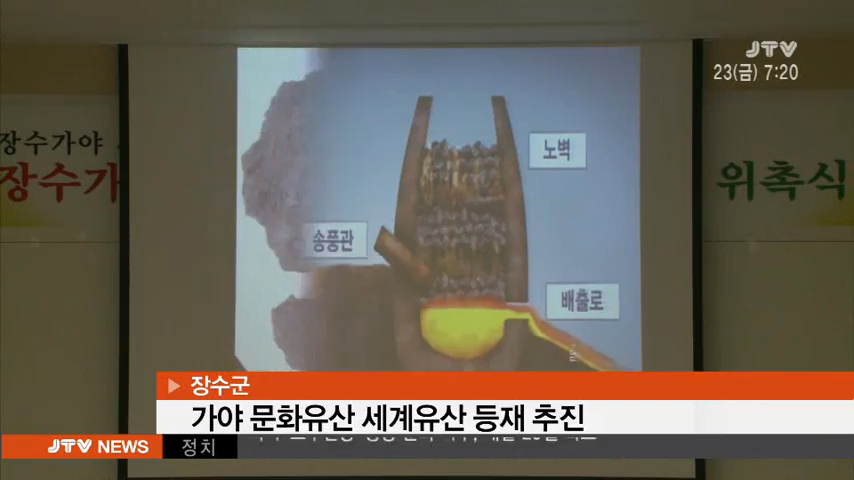 JTV
23(금) 7:20
장수가야
장수가
위촉식
노벽
송풍관
배출로
장수군
가야 문화유산 세계유산 등재 추진
JTV NEWS
정치